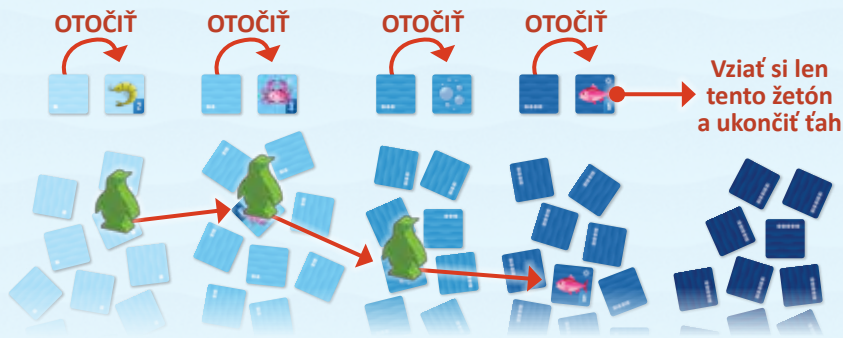 OTOČIŤ
OTOČIŤ
OTOČIŤ
OTOČIŤ
Vziať si len
tento žetón
a ukončiť ťah